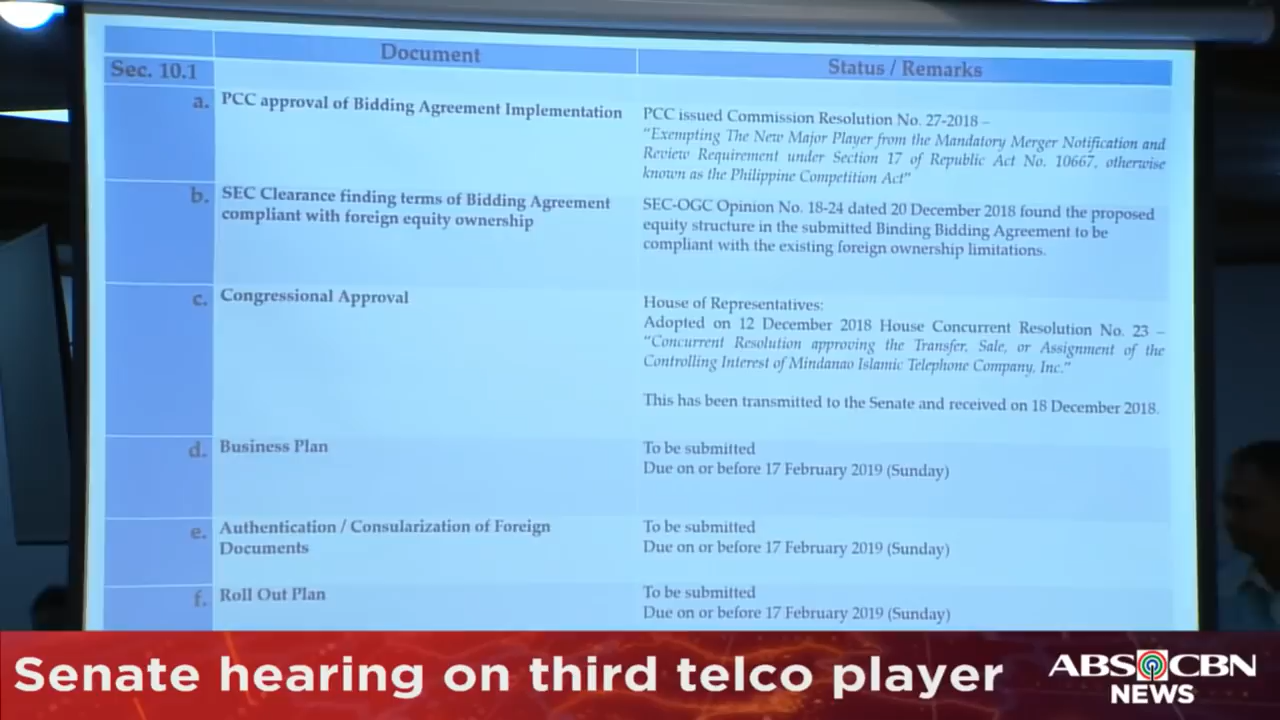 Document
Status / Remarks
Sec. 10.1
a. PCC approval of Bidding Agreement Implementation
PCC issued Commission Resolution No. 27-2018 –
“Exempting The New Major Player from the Mandatory Merger Notification and
Review Requirement under Section 17 of Republic Act No. 10667, otherwise
known as the Philippine Competition Act”
b. SEC Clearance finding terms of Bidding Agreement
compliant with foreign equity ownership
SEC-OGC Opinion No. 18-24 dated 20 December 2018 found the proposed
equity structure in the submitted Binding Bidding Agreement to be
compliant with the existing foreign ownership limitations.
c. Congressional Approval
House of Representatives:
Adopted on 12 December 2018 House Concurrent Resolution No. 23 –
“Concurrent Resolution approving the Transfer, Sale, or Assignment of the
Controlling Interest of Mindanao Islamic Telephone Company, Inc.”
This has been transmitted to the Senate and received on 18 December 2018.
d. Business Plan
To be submitted
Due on or before 17 February 2019 (Sunday)
e. Authentication / Consularization of Foreign
Documents
To be submitted
Due on or before 17 February 2019 (Sunday)
f. Roll Out Plan
To be submitted
Due on or before 17 February 2019 (Sunday)
Senate hearing on third telco player
ABS CBN
NEWS